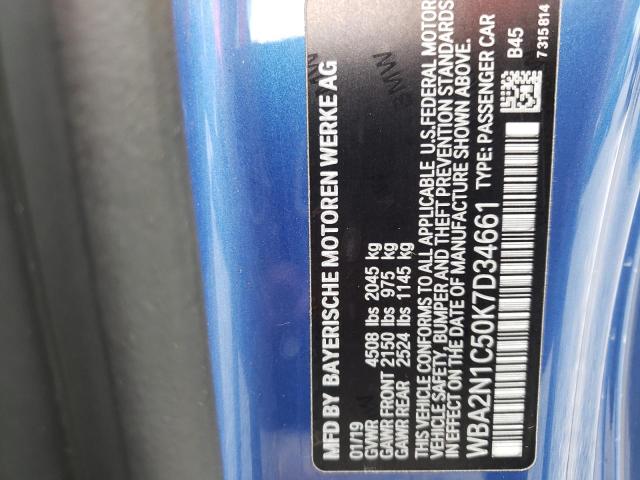 MFD BY BAYERISCHE MOTOREN WERKE AG
01/19
GVWR 4508 lbs 2045 kg
GAWR FRONT 2150 lbs 975 kg
GAWR REAR 2524 lbs 1145 kg
THIS VEHICLE CONFORMS TO ALL APPLICABLE U.S. FEDERAL MOTOR
VEHICLE SAFETY, BUMPER AND THEFT PREVENTION STANDARDS
IN EFFECT ON THE DATE OF MANUFACTURE SHOWN ABOVE.
WBA2N1C50K7D34661 TYPE: PASSENGER CAR
B45
7315814